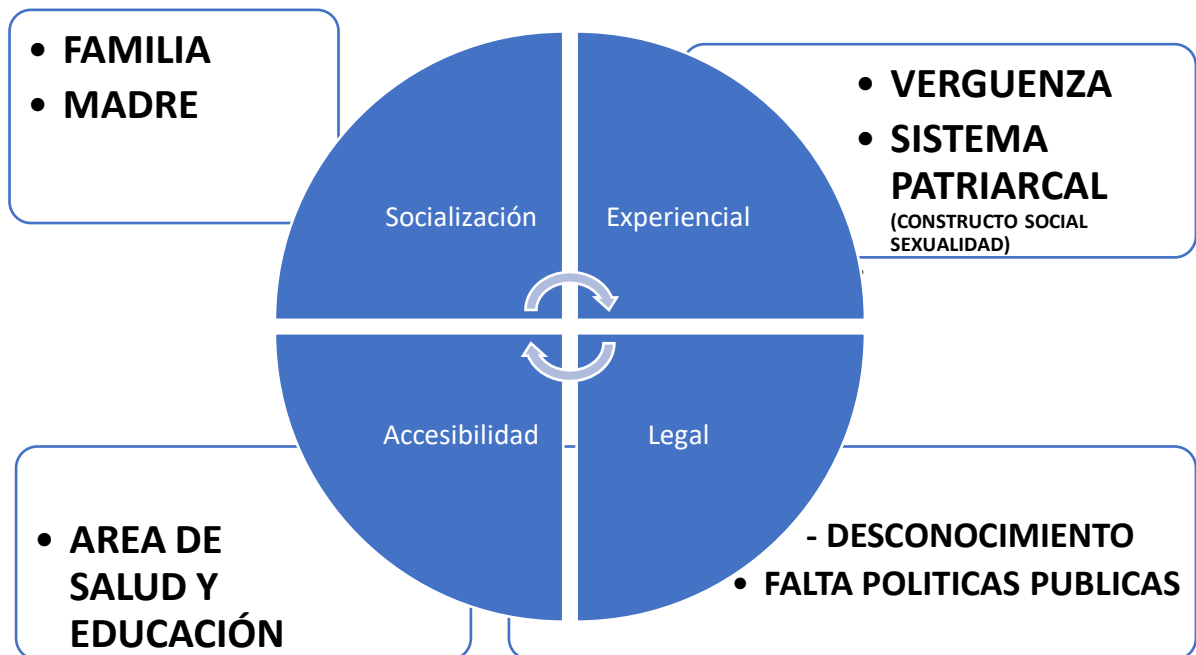 • FAMILIA
• MADRE
• VERGUENZA
• SISTEMA
PATRIARCAL
(CONSTRUCTO SOCIAL
SEXUALIDAD)
Socialización
Experiencial
Accesibilidad
Legal
• AREA DE
SALUD Y
EDUCACIÓN
- DESCONOCIMIENTO
• FALTA POLITICAS PUBLICAS